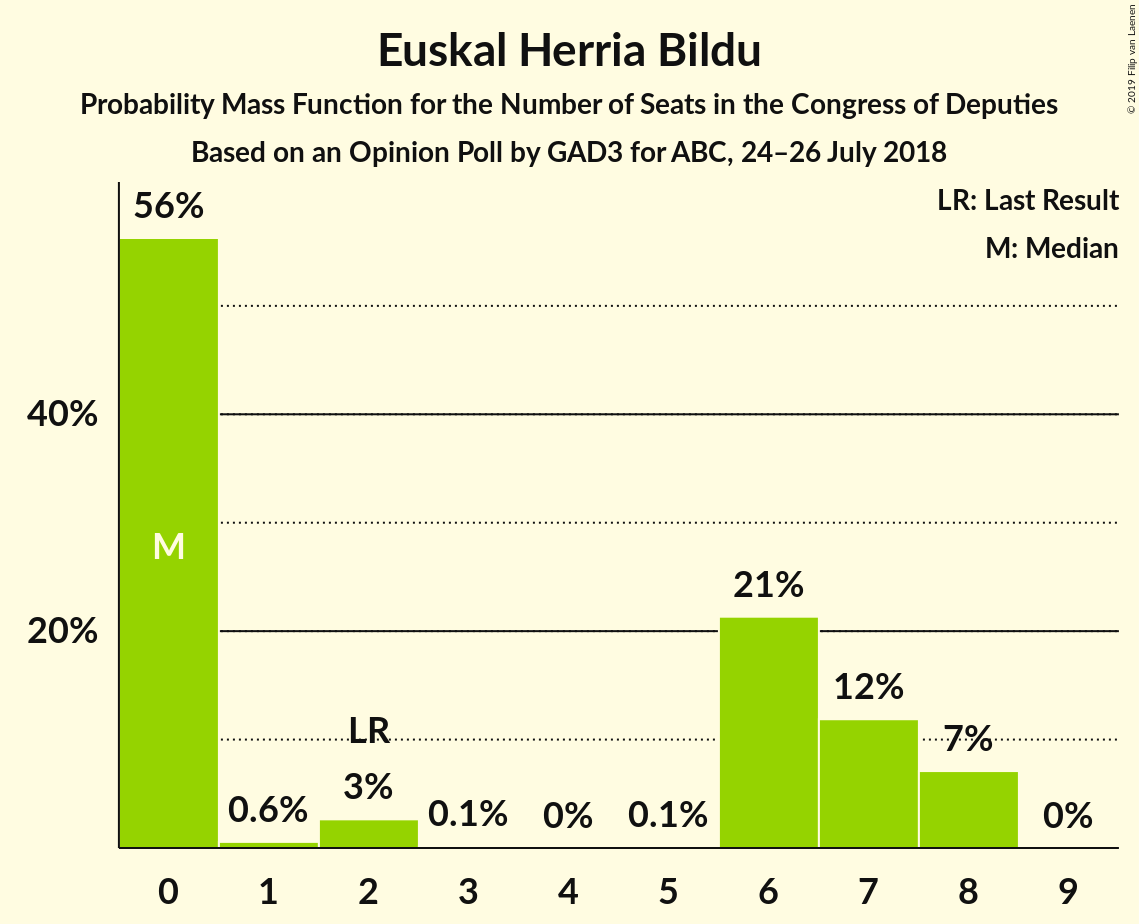 Euskal Herria Bildu
Probability Mass Function for the Number of Seats in the Congress of Deputies
Based on an Opinion Poll by GAD3 for ABC, 24–26 July 2018
© 2019 Filip van Laenen
LR: Last Result
M: Median
56%
40%
M
21%
20%
12%
LR
7%
3%
0.6%
0.1%
0%
0.1%
0%
0 1 2 3 4 5 6 7 8 9